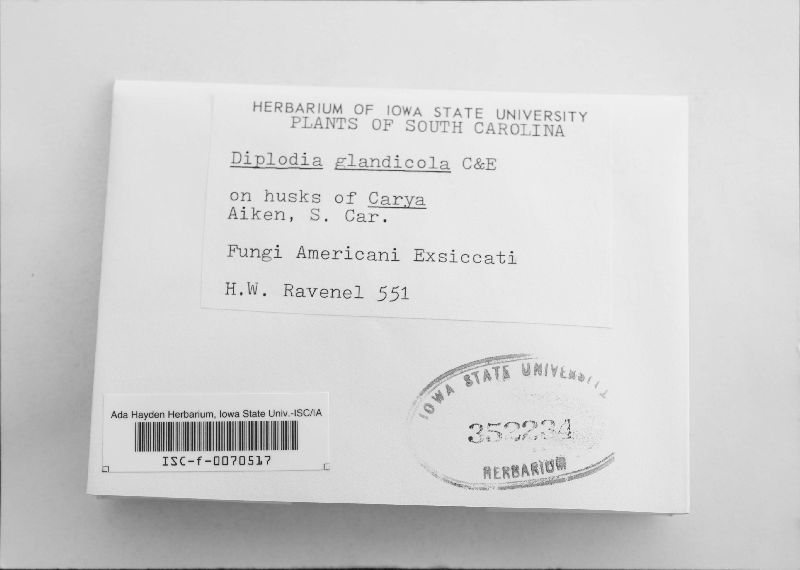 HERBARIUM OF IOWA STATE UNIVERSITY
PLANTS OF SOUTH CAROLINA
Diplodia glandicola C&E
on husks of Carya
Aiken, S. Car.
Fungi Americani Exsiccati
H.W. Ravenel 551
IOWA STATE UNIVERSITY
352234
HERBARIUM
Ada Hayden Herbarium, Iowa State Univ.-ISC/IA
ISC-f-0070517